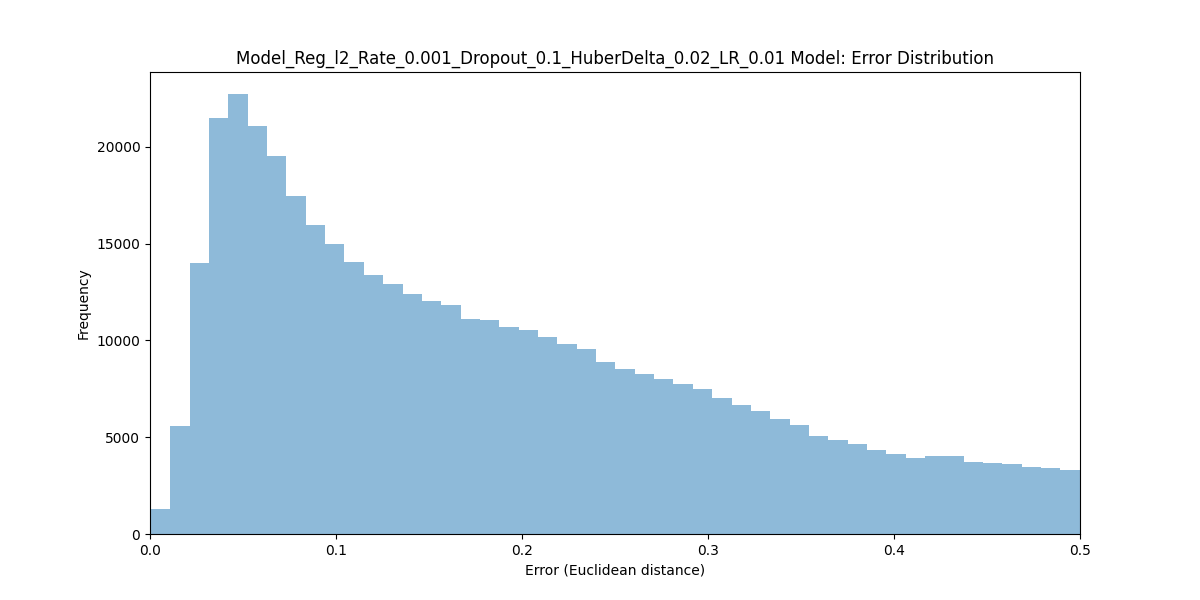 Model_Reg_l2_Rate_0.001_Dropout_0.1_HuberDelta_0.02_LR_0.01 Model: Error Distribution
Frequency
20000
15000
10000
5000
0
0.0 0.1 0.2 0.3 0.4 0.5
Error (Euclidean distance)